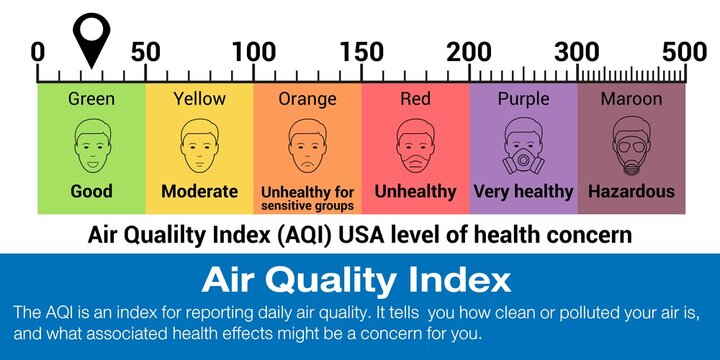 0 50 100 150 200 300 500
Green Yellow Orange Red Purple Maroon
Good Moderate Unhealthy for sensitive groups Unhealthy Very healthy Hazardous
Air Qualilty Index (AQI) USA level of health concern
Air Quality Index
The AQI is an index for reporting daily air quality. It tells you how clean or polluted your air is,
and what associated health effects might be a concern for you.